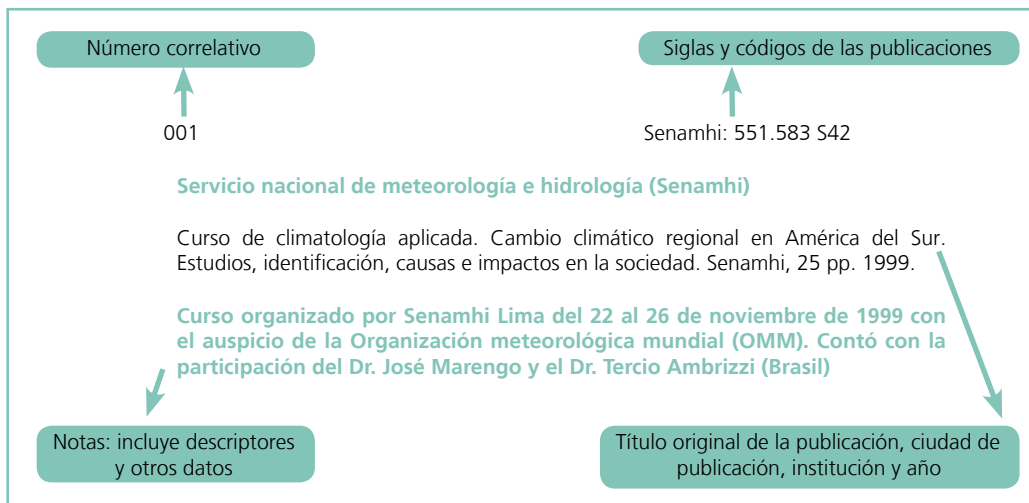 Número correlativo
Siglas y códigos de las publicaciones
001
Senamhi: 551.583 S42
Servicio nacional de meteorología e hidrología (Senamhi)
Curso de climatología aplicada. Cambio climático regional en América del Sur.
Estudios, identificación, causas e impactos en la sociedad. Senamhi, 25 pp. 1999.
Curso organizado por Senamhi Lima del 22 al 26 de noviembre de 1999 con
el auspicio de la Organización meteorológica mundial (OMM). Contó con la
participación del Dr. José Marengo y el Dr. Tercio Ambrizzi (Brasil)
Notas: incluye descriptores
y otros datos
Título original de la publicación, ciudad de
publicación, institución y año